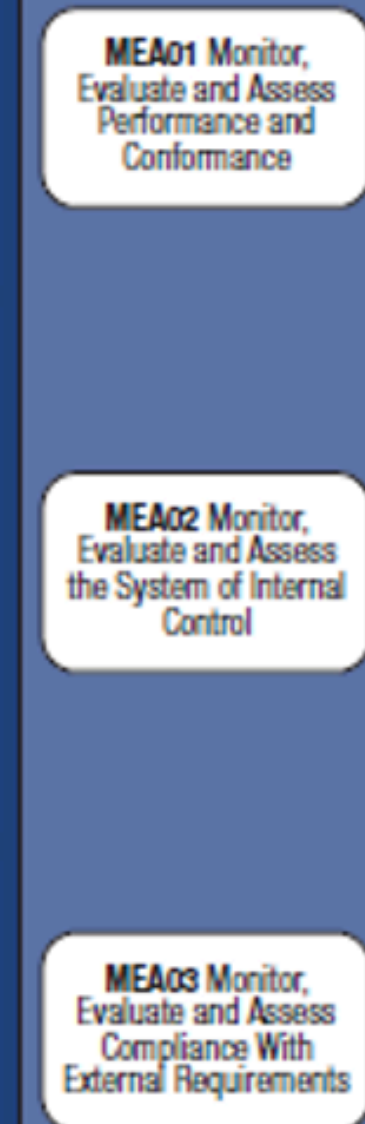 MEA01 Monitor,
Evaluate and Assess
Performance and
Conformance
MEA02 Monitor,
Evaluate and Assess
the System of Internal
Control
MEA03 Monitor,
Evaluate and Assess
Compliance With
External Requirements